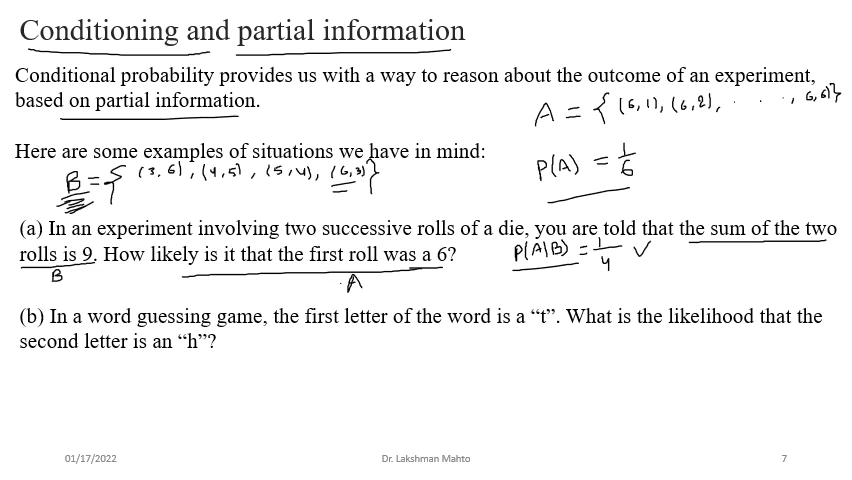 Conditioning and partial information
Conditional probability provides us with a way to reason about the outcome of an experiment,
based on partial information.
A = { (6,1), (6,2), . . . , 6,6)}
Here are some examples of situations we have in mind:
P(A) = 1/6
B = { (3,6), (4,5), (5,4), (6,3)}
(a) In an experiment involving two successive rolls of a die, you are told that the sum of the two
rolls is 9. How likely is it that the first roll was a 6?
P(A|B) = 1/4 ✓
B
A
(b) In a word guessing game, the first letter of the word is a “t”. What is the likelihood that the
second letter is an “h”?
01/17/2022
Dr. Lakshman Mahto
7